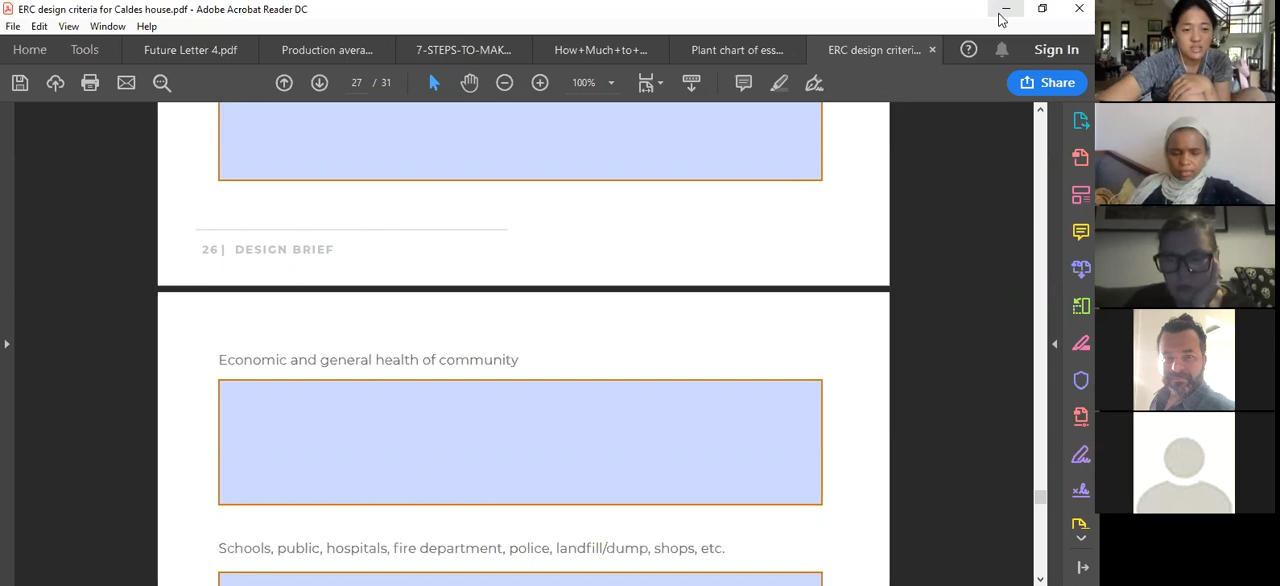 ERC design criteria for Caldes house.pdf - Adobe Acrobat Reader DC
File Edit View Window Help
Home Tools Future Letter 4.pdf Production avera... 7-STEPS-TO-MAK... How+Much+to+... Plant chart of ess... ERC design criteri... × Sign In
27 / 31 100% Share
26 | DESIGN BRIEF
Economic and general health of community
Schools, public, hospitals, fire department, police, landfill/dump, shops, etc.